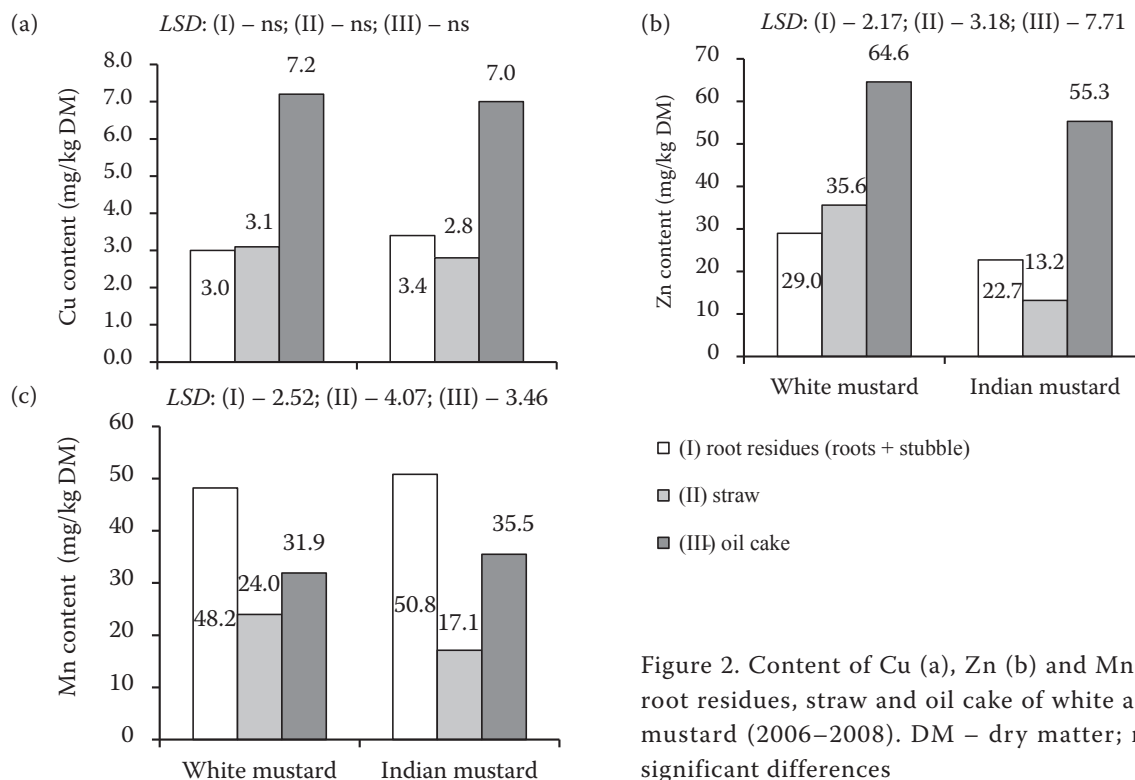 (a)
LSD: (I) – ns; (II) – ns; (III) – ns
Cu content (mg/kg DM)
8.0
7.0
6.0
5.0
4.0
3.0
2.0
1.0
0.0
3.0
3.1
7.2
3.4
2.8
7.0
(b)
LSD: (I) – 2.17; (II) – 3.18; (III) – 7.71
Zn content (mg/kg DM)
70
60
50
40
30
20
10
0
29.0
35.6
64.6
22.7
13.2
55.3
White mustard
Indian mustard
(c)
LSD: (I) – 2.52; (II) – 4.07; (III) – 3.46
Mn content (mg/kg DM)
60
50
40
30
20
10
0
48.2
24.0
31.9
50.8
17.1
35.5
White mustard
Indian mustard
(I) root residues (roots + stubble)
(II) straw
(III) oil cake
Figure 2. Content of Cu (a), Zn (b) and Mn
root residues, straw and oil cake of white a
mustard (2006–2008). DM – dry matter;
significant differences